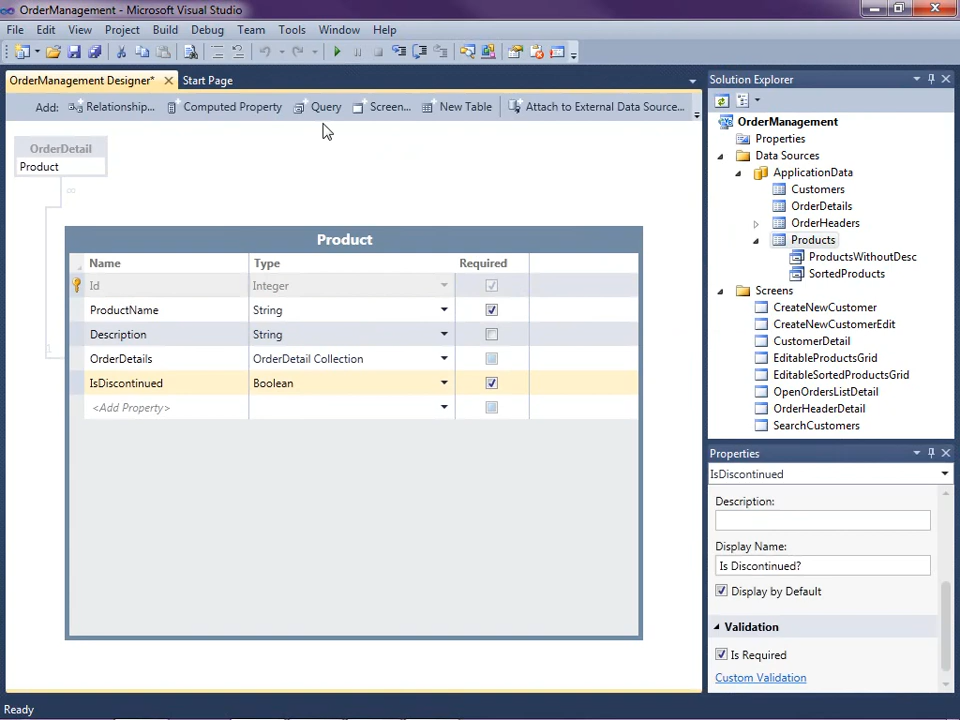 OrderManagement - Microsoft Visual Studio
File Edit View Project Build Debug Team Tools Window Help
OrderManagement Designer* Start Page
Add: Relationship... Computed Property Query Screen... New Table Attach to External Data Source...
OrderDetail
Product
∞
1
Product
Name Type Required
Id Integer
ProductName String
Description String
OrderDetails OrderDetail Collection
IsDiscontinued Boolean
<Add Property>
Solution Explorer
OrderManagement
Properties
Data Sources
ApplicationData
Customers
OrderDetails
OrderHeaders
Products
ProductsWithoutDesc
SortedProducts
Screens
CreateNewCustomer
CreateNewCustomerEdit
CustomerDetail
EditableProductsGrid
EditableSortedProductsGrid
OpenOrdersListDetail
OrderHeaderDetail
SearchCustomers
Properties
IsDiscontinued
Description:
Display Name:
Is Discontinued?
Display by Default
Validation
Is Required
Custom Validation
Ready